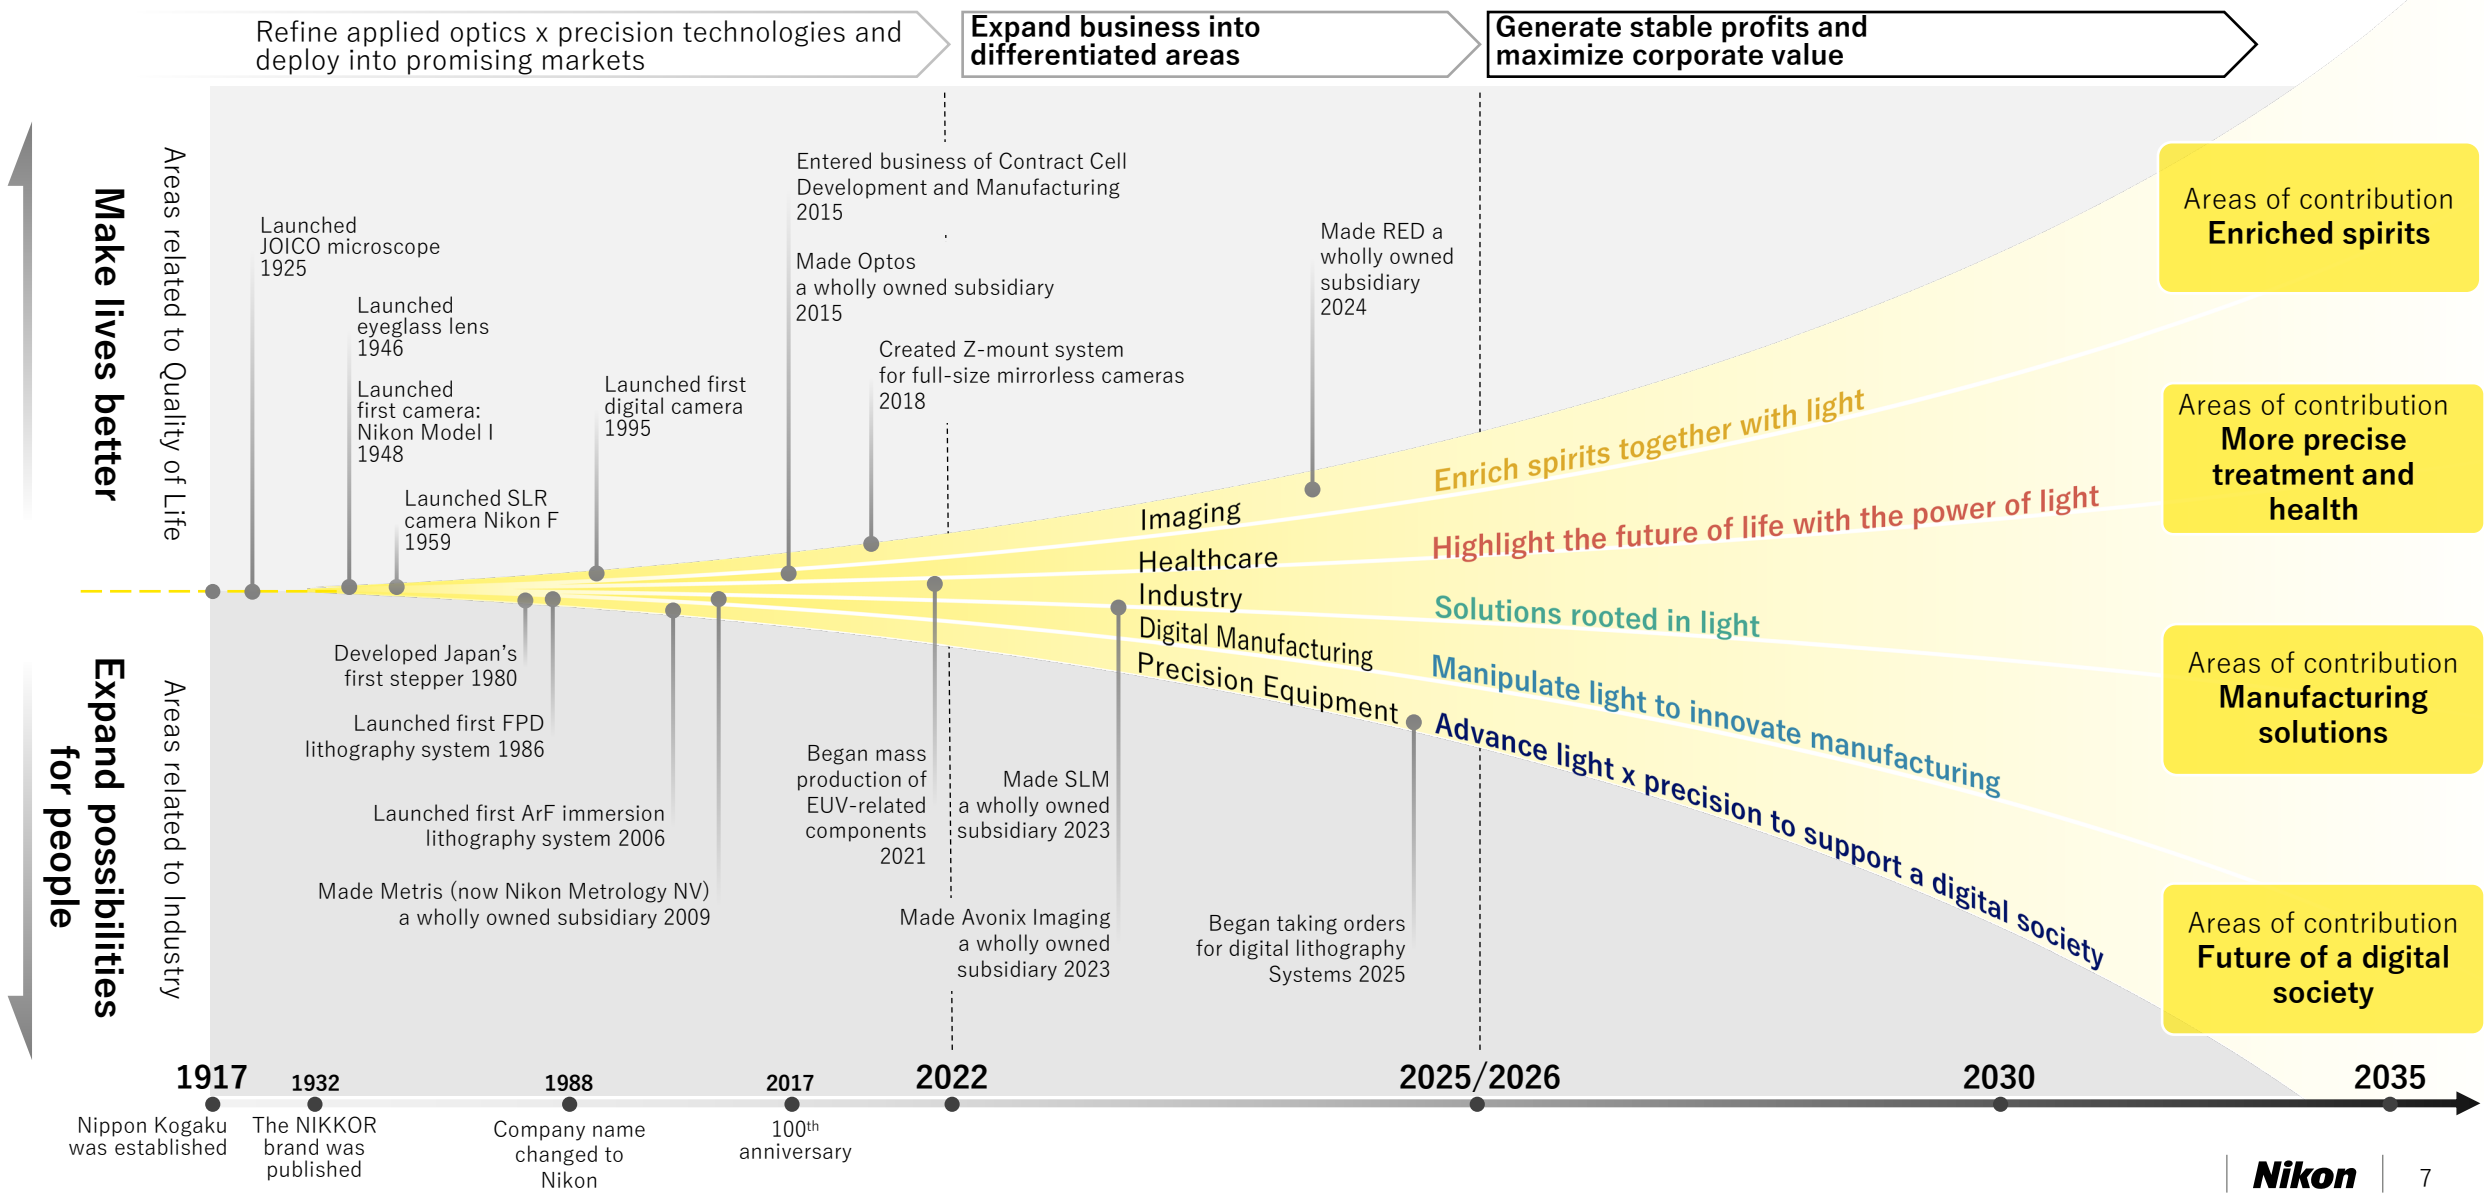 Refine applied optics x precision technologies and
deploy into promising markets
Expand business into
differentiated areas
Generate stable profits and
maximize corporate value
Make lives better
Areas related to Quality of Life
Expand possibilities
for people
Areas related to Industry
Launched
JOICO microscope
1925
Launched
eyeglass lens
1946
Launched
first camera:
Nikon Model I
1948
Launched SLR
camera Nikon F
1959
Launched first
digital camera
1995
Entered business of Contract Cell
Development and Manufacturing
2015
Made Optos
a wholly owned subsidiary
2015
Created Z-mount system
for full-size mirrorless cameras
2018
Made RED a
wholly owned
subsidiary
2024
Developed Japan's
first stepper 1980
Launched first FPD
lithography system 1986
Launched first ArF immersion
lithography system 2006
Made Metris (now Nikon Metrology NV)
a wholly owned subsidiary 2009
Began mass
production of
EUV-related
components
2021
Made SLM
a wholly owned
subsidiary 2023
Made Avonix Imaging
a wholly owned
subsidiary 2023
Began taking orders
for digital lithography
Systems 2025
Imaging
Healthcare
Industry
Digital Manufacturing
Precision Equipment
Enrich spirits together with light
Highlight the future of life with the power of light
Solutions rooted in light
Manipulate light to innovate manufacturing
Advance light x precision to support a digital society
Areas of contribution
Enriched spirits
Areas of contribution
More precise
treatment and
health
Areas of contribution
Manufacturing
solutions
Areas of contribution
Future of a digital
society
1917
Nippon Kogaku
was established
1932
The NIKKOR
brand was
published
1988
Company name
changed to
Nikon
2017
100th
anniversary
2022
2025/2026
2030
2035
Nikon
7